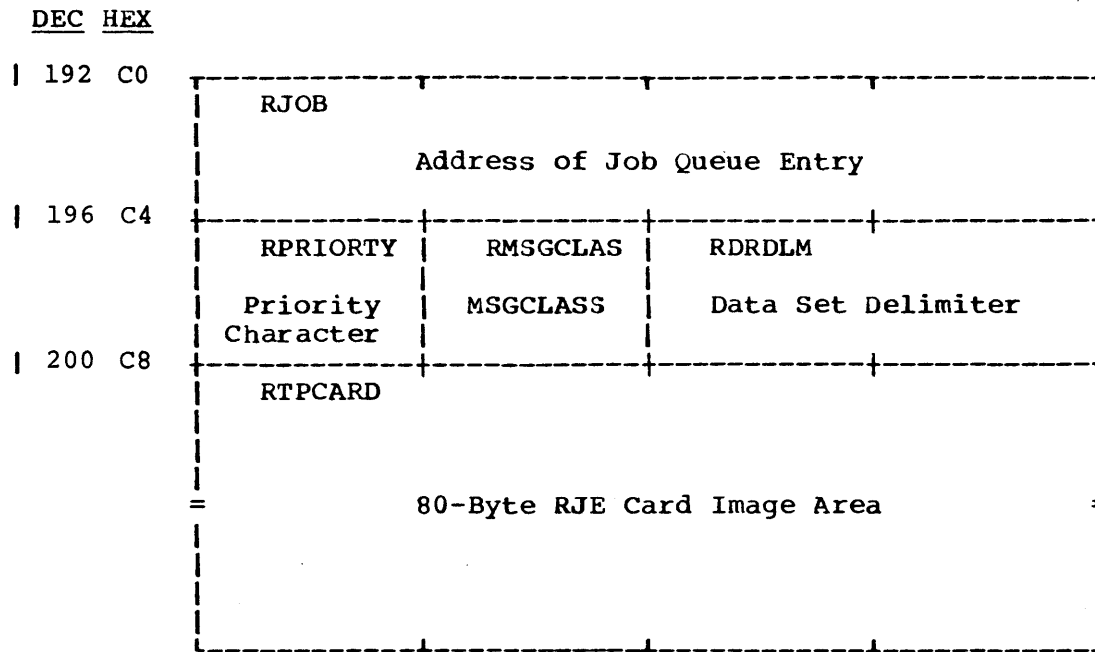 DEC HEX
192 C0
RJOB
Address of Job Queue Entry
196 C4
RPRIORTY RMSGCLAS RDRDLM
Priority MSGCLASS Data Set Delimiter
Character
200 C8
RTPCARD
= 80-Byte RJE Card Image Area =